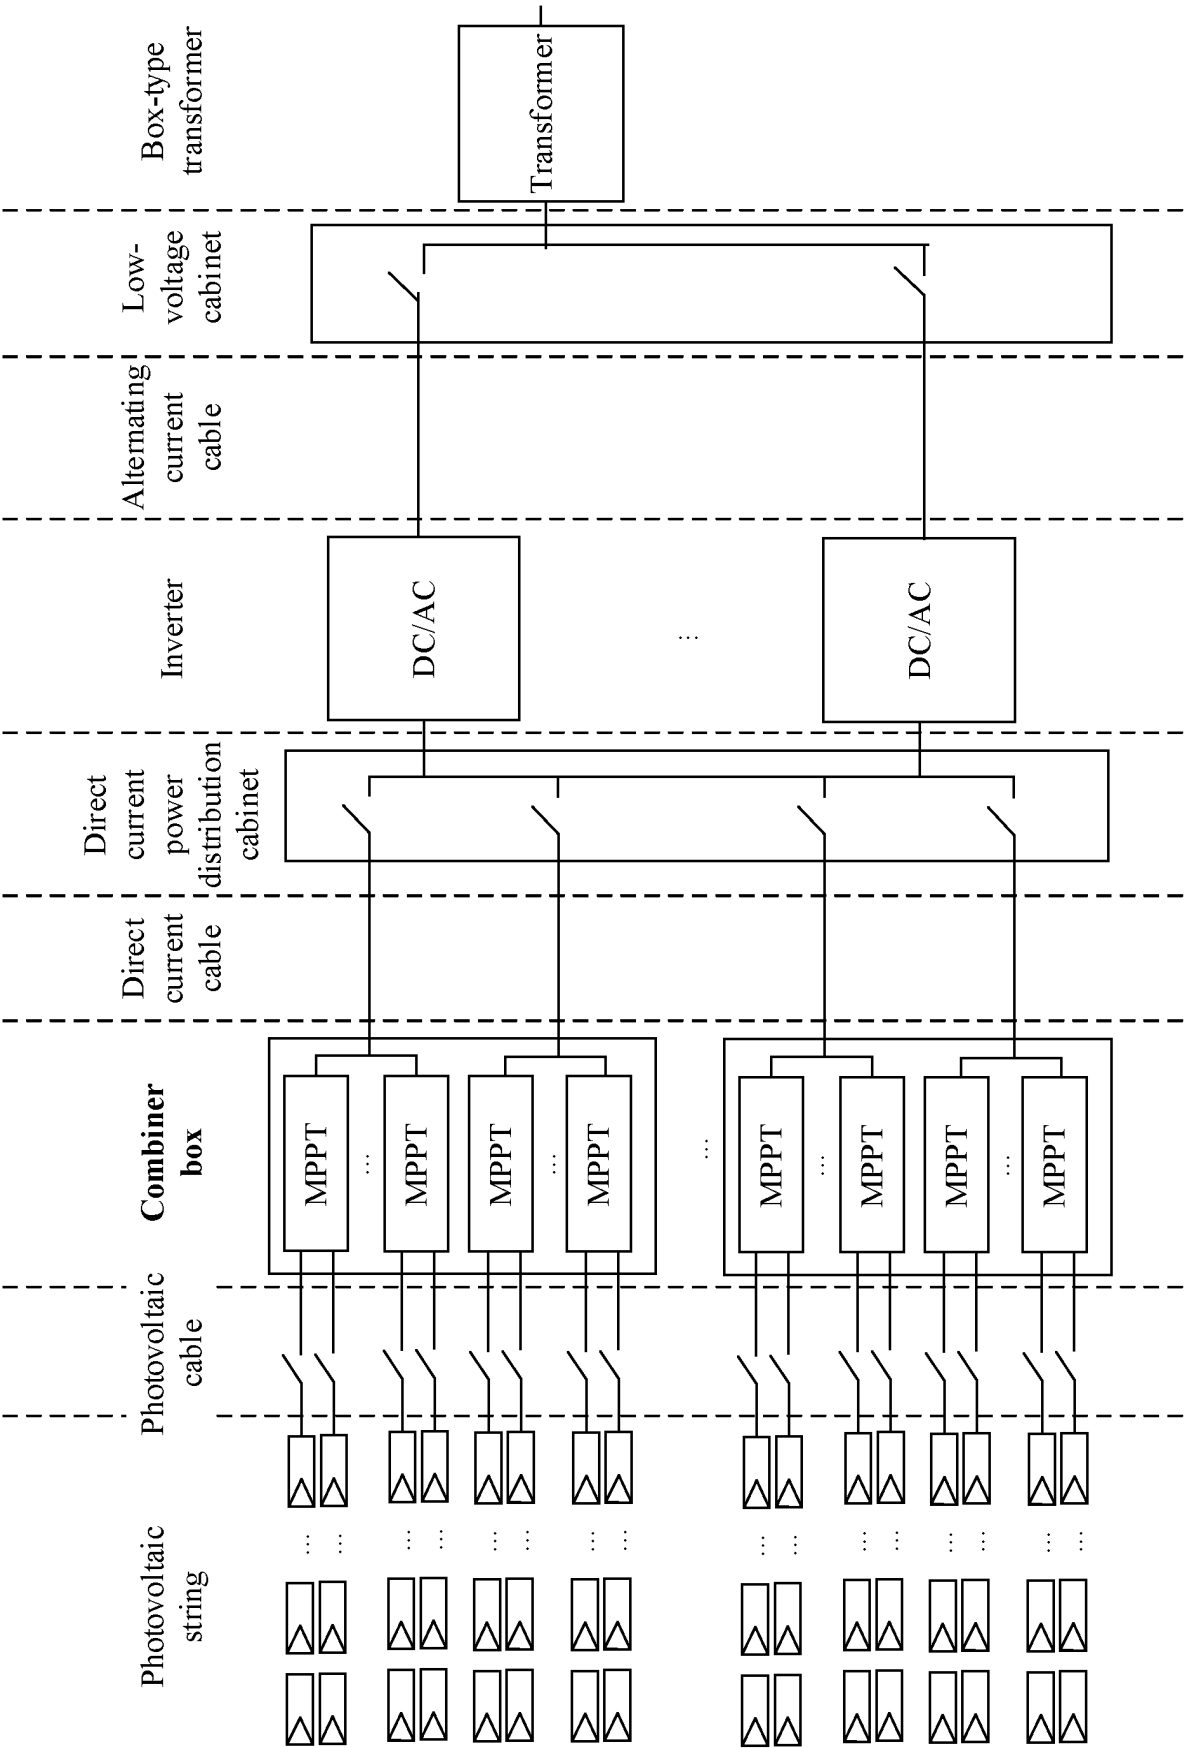 Box-type
transformer
Transformer
Low-
voltage
cabinet
Alternating
current
cable
Inverter
DC/AC
...
DC/AC
Direct
current
power
distribution
cabinet
Direct
current
cable
Combiner
box
MPPT
...
MPPT
MPPT
...
MPPT
...
MPPT
...
MPPT
MPPT
...
MPPT
Photovoltaic
cable
Photovoltaic
string
... ... ... ... ... ... ... ... ... ... ... ... ... ... ... ...